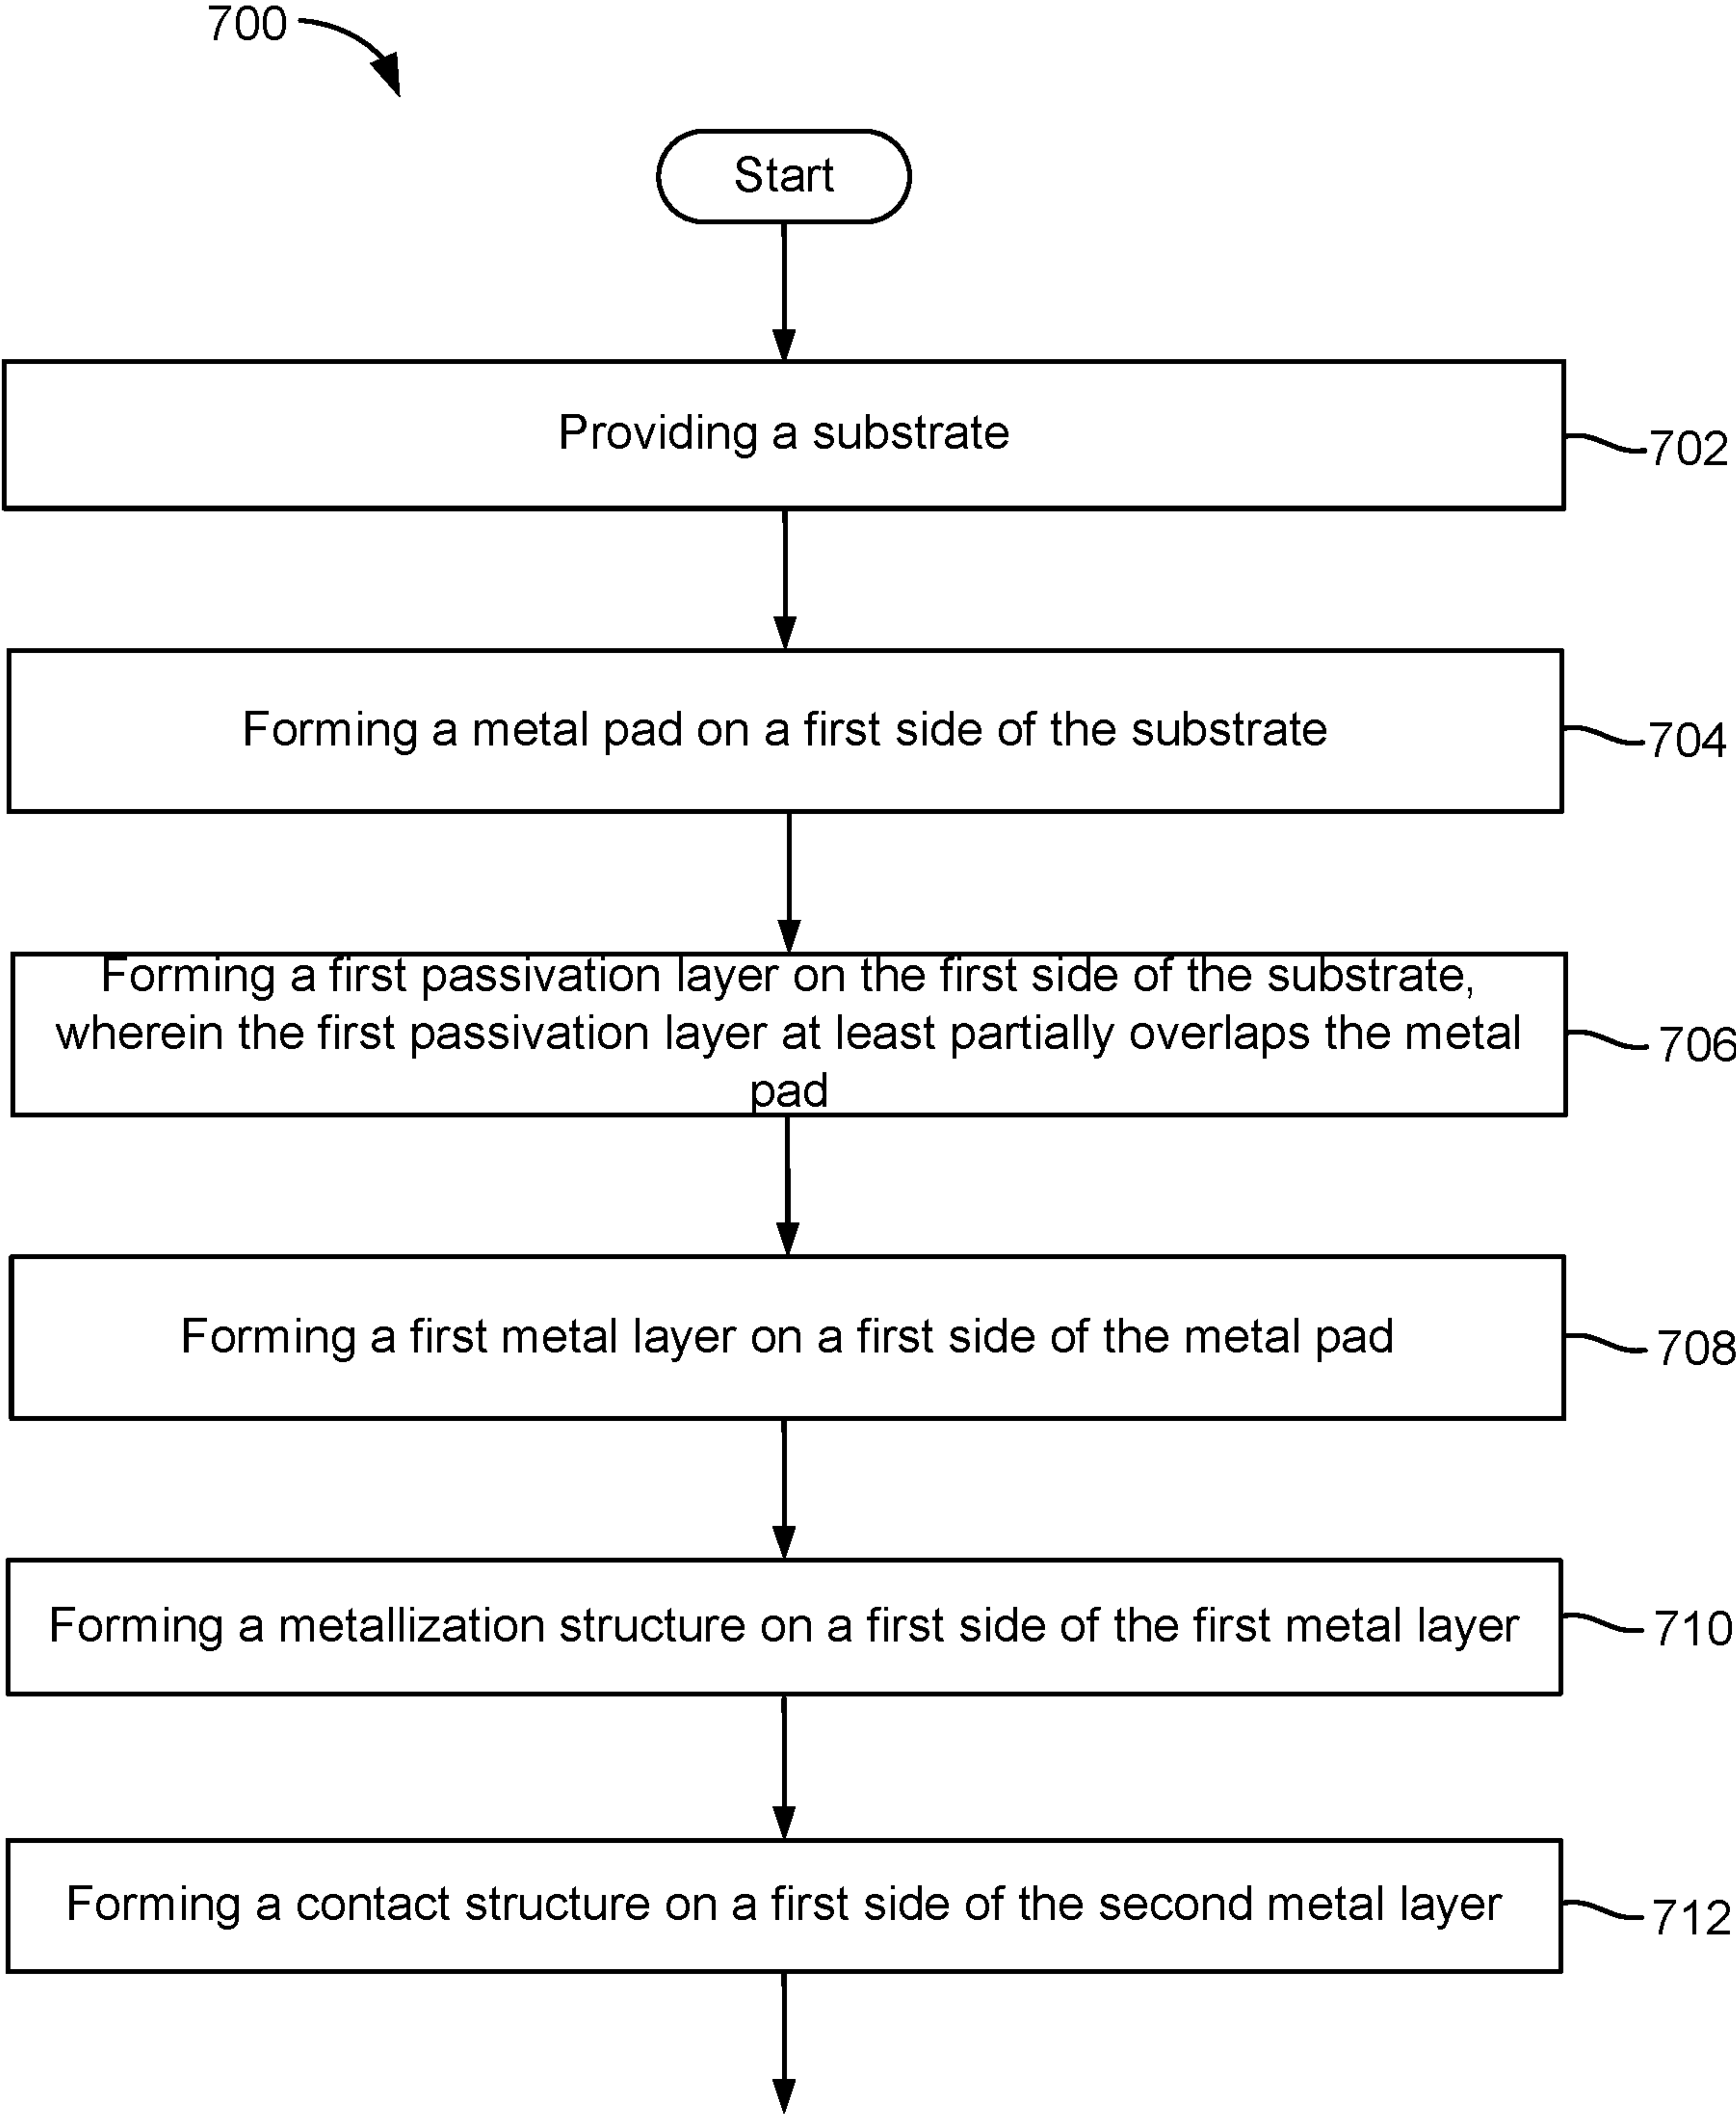 700
Start
Providing a substrate
702
Forming a metal pad on a first side of the substrate
704
Forming a first passivation layer on the first side of the substrate,
wherein the first passivation layer at least partially overlaps the metal
pad
706
Forming a first metal layer on a first side of the metal pad
708
Forming a metallization structure on a first side of the first metal layer
710
Forming a contact structure on a first side of the second metal layer
712